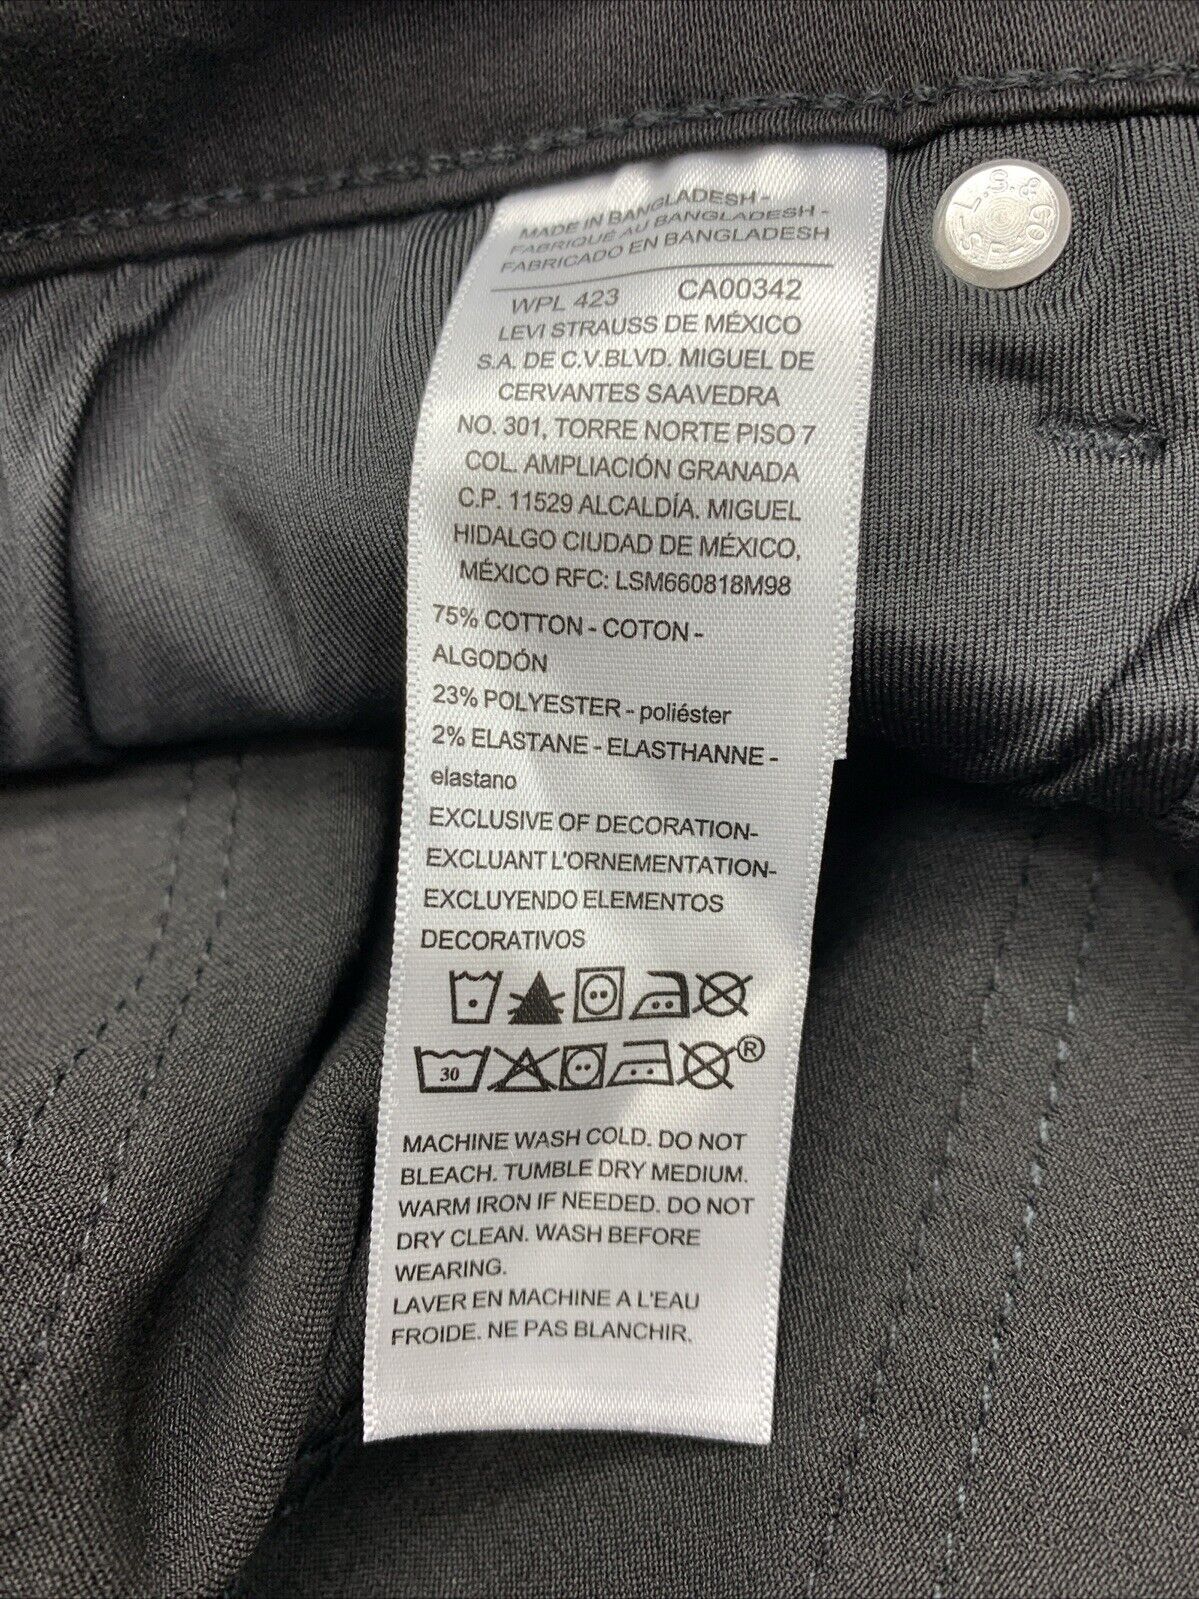 MADE IN BANGLADESH -
FABRIQUÉ AU BANGLADESH -
FABRICADO EN BANGLADESH
WPL 423 CA00342
LEVI STRAUSS DE MÉXICO
S.A. DE C.V.BLVD. MIGUEL DE
CERVANTES SAAVEDRA
NO. 301, TORRE NORTE PISO 7
COL. AMPLIACIÓN GRANADA
C.P. 11529 ALCALDÍA. MIGUEL
HIDALGO CIUDAD DE MÉXICO,
MÉXICO RFC: LSM660818M98
75% COTTON - COTON -
ALGODÓN
23% POLYESTER - poliéster
2% ELASTANE - ELASTHANNE -
elastano
EXCLUSIVE OF DECORATION-
EXCLUANT L'ORNEMENTATION-
EXCLUYENDO ELEMENTOS
DECORATIVOS
30 ®
MACHINE WASH COLD. DO NOT
BLEACH. TUMBLE DRY MEDIUM.
WARM IRON IF NEEDED. DO NOT
DRY CLEAN. WASH BEFORE
WEARING.
LAVER EN MACHINE A L'EAU
FROIDE. NE PAS BLANCHIR.
L.S.&CO-S.F.